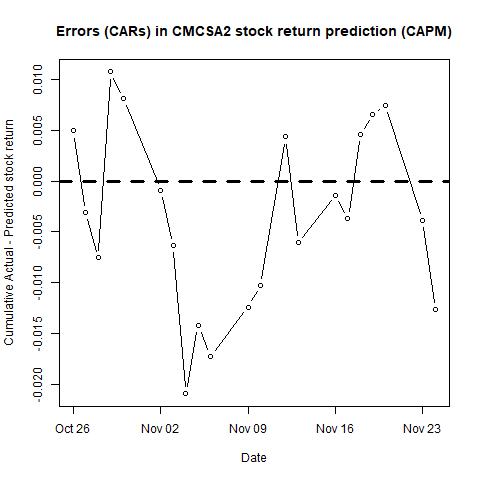 Errors (CARs) in CMCSA2 stock return prediction (CAPM)
Cumulative Actual - Predicted stock return
0.010
0.005
0.000
-0.005
-0.010
-0.015
-0.020
Oct 26 Nov 02 Nov 09 Nov 16 Nov 23
Date